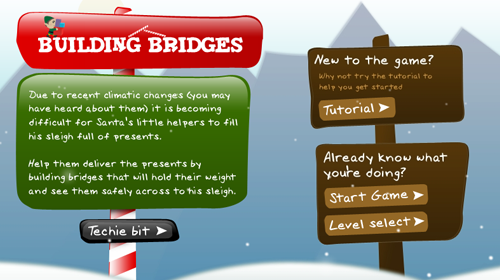 BUILDING BRIDGES
Due to recent climatic changes (you may
have heard about them) it is becoming
difficult for Santa's little helpers to fill
his sleigh full of presents.
Help them deliver the presents by
building bridges that will hold their weight
and see them safely across to his sleigh.
Techie bit
New to the game?
Why not try the tutorial to
help you get started
Tutorial
Already know what
you're doing?
Start Game
Level select